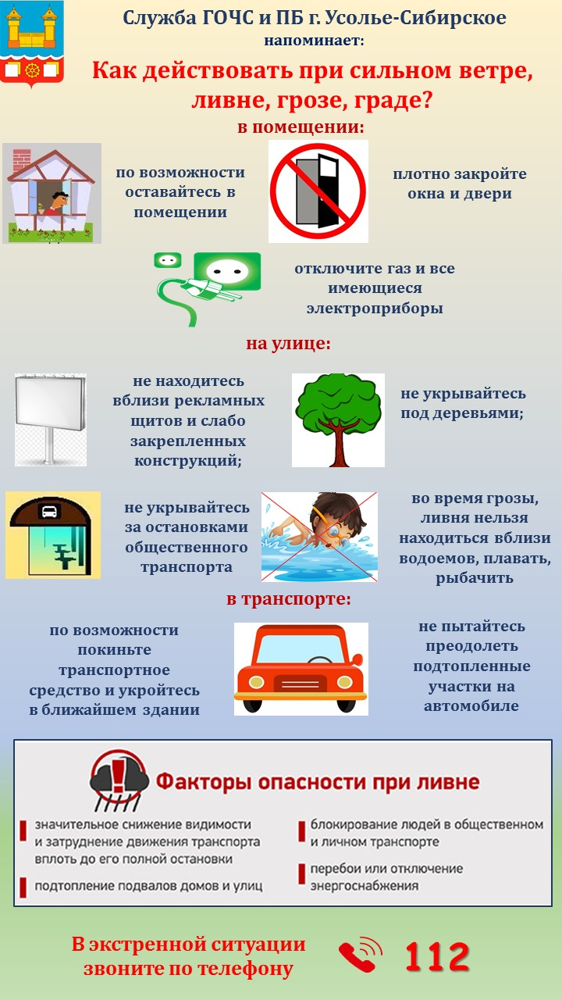 Служба ГОЧС и ПБ г. Усолье-Сибирское
напоминает:
Как действовать при сильном ветре,
ливне, грозе, граде?
в помещении:
по возможности
оставайтесь в
помещении
плотно закройте
окна и двери
отключите газ и все
имеющиеся
электроприборы
на улице:
не находитесь
вблизи рекламных
щитов и слабо
закрепленных
конструкций;
не укрывайтесь
под деревьями;
не укрывайтесь
за остановками
общественного
транспорта
во время грозы,
ливня нельзя
находиться вблизи
водоемов, плавать,
рыбачить
в транспорте:
по возможности
покиньте
транспортное
средство и укройтесь
в ближайшем здании
не пытайтесь
преодолеть
подтопленные
участки на
автомобиле
Факторы опасности при ливне
значительное снижение видимости
и затруднение движения транспорта
вплоть до его полной остановки
подтопление подвалов домов и улиц
блокирование людей в общественном
и личном транспорте
перебои или отключение
энергоснабжения
В экстренной ситуации
звоните по телефону
112